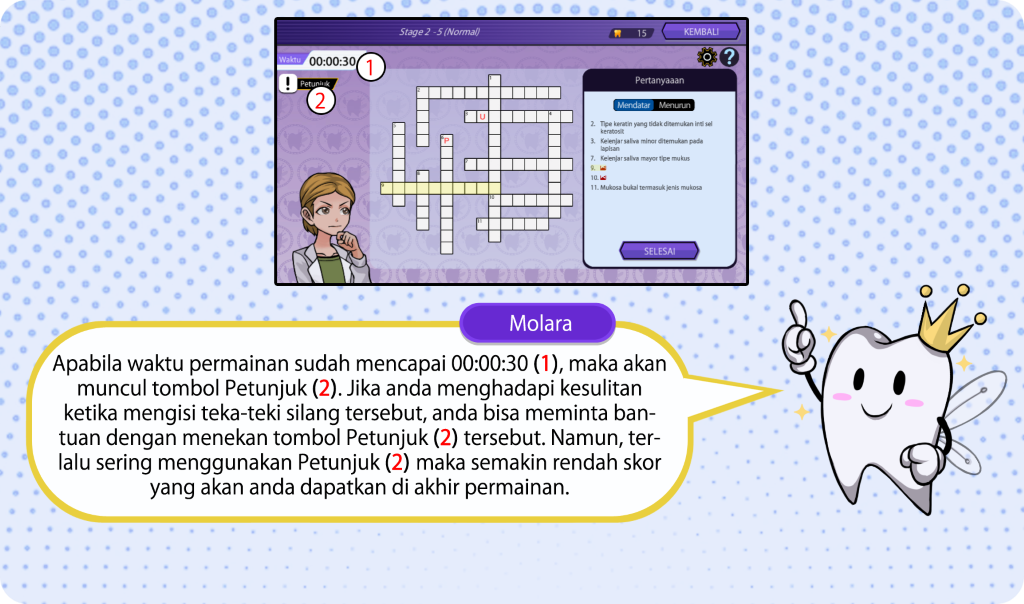 Stage 2 -5 (Normal)
15
KEMBALI
Waktu
00:00:30
1
!
Petunjuk
2
?
Pertanyaaan
Mendatar Menurun
2. Tipe keratin yang tidak ditemukan inti sel
keratosit
3. Kelenjar saliva minor ditemukan pada
lapisan
7. Kelenjar saliva mayor tipe mukus
9.
10.
11. Mukosa bukal termasuk jenis mukosa
U
P
SELESAI
Molara
Apabila waktu permainan sudah mencapai 00:00:30 (1), maka akan
muncul tombol Petunjuk (2). Jika anda menghadapi kesulitan
ketika mengisi teka-teki silang tersebut, anda bisa meminta ban-
tuan dengan menekan tombol Petunjuk (2) tersebut. Namun, ter-
lalu sering menggunakan Petunjuk (2) maka semakin rendah skor
yang akan anda dapatkan di akhir permainan.